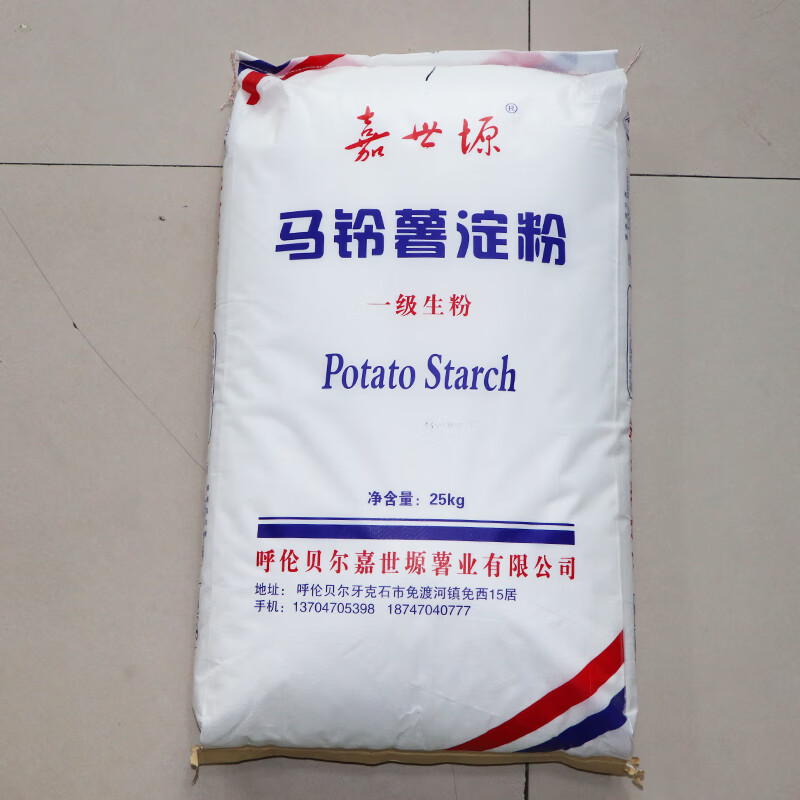 嘉世塬®
马铃薯淀粉
一级生粉
Potato Starch
净含量：25kg
呼伦贝尔嘉世塬薯业有限公司
地址： 呼伦贝尔牙克石市免渡河镇免西15居
手机：13704705398 18747040777